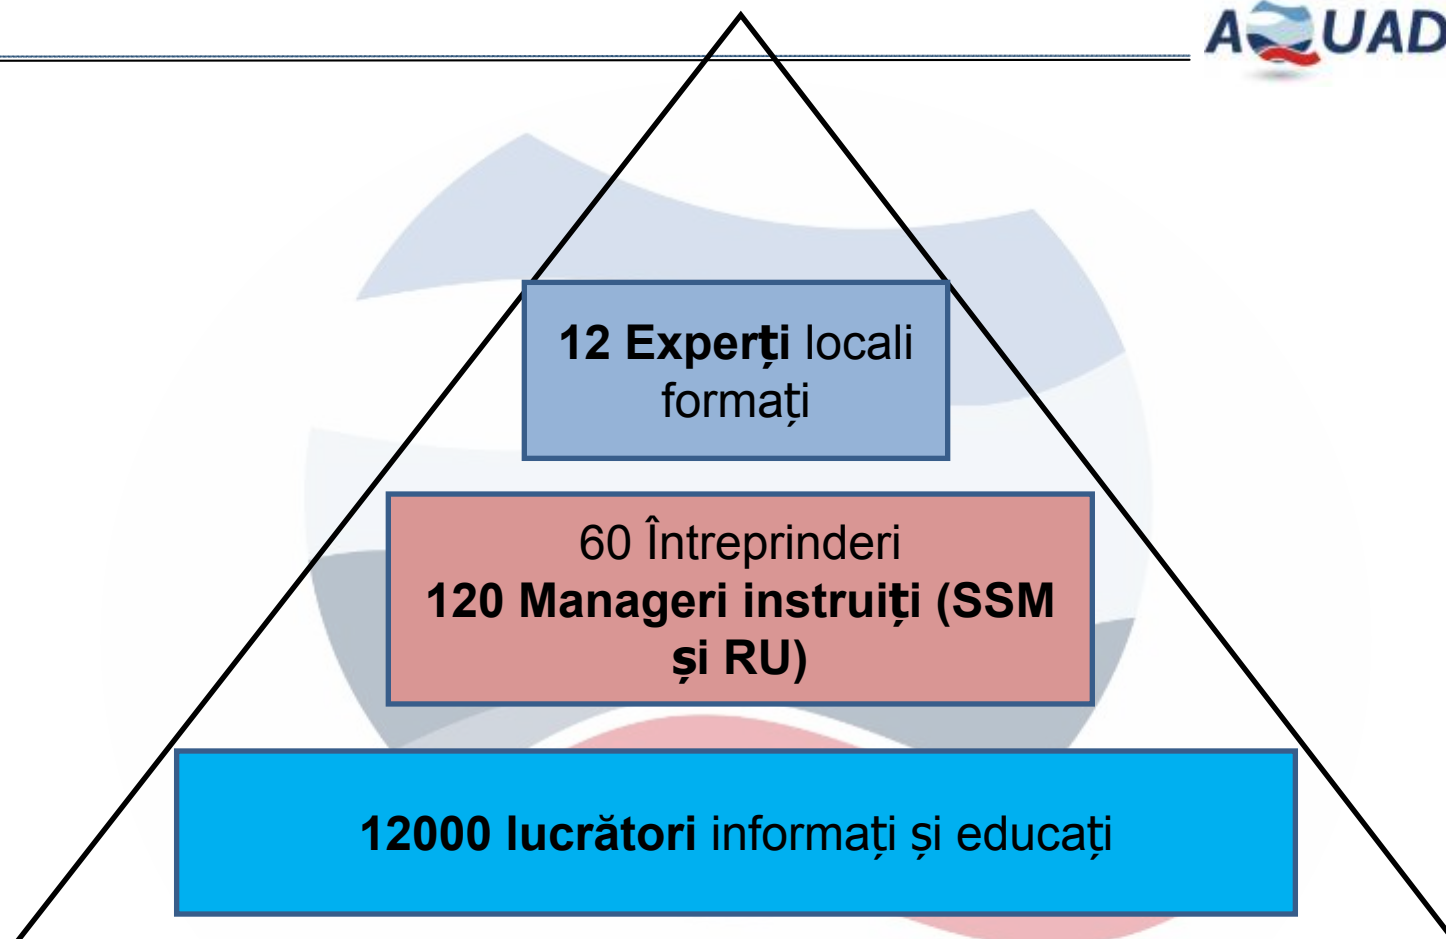 AQUAD
12 Experți locali
formați
60 Întreprinderi
120 Manageri instruiți (SSM
și RU)
12000 lucrători informați și educați